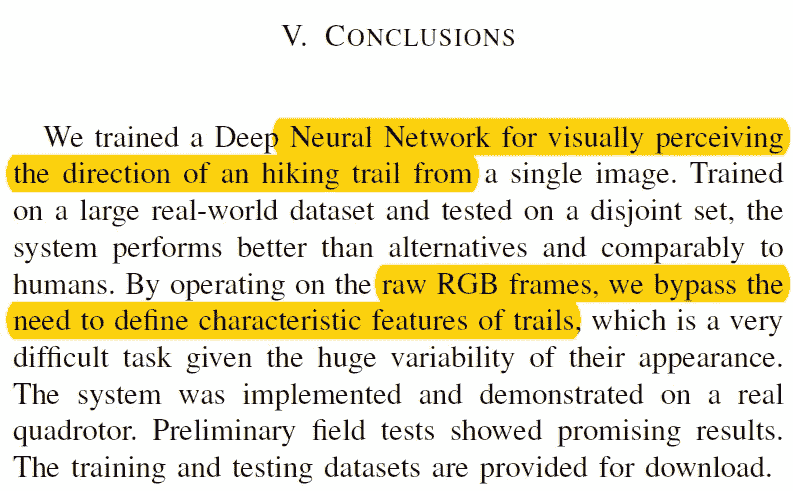 V. CONCLUSIONS
We trained a Deep Neural Network for visually perceiving
the direction of an hiking trail from a single image. Trained
on a large real-world dataset and tested on a disjoint set, the
system performs better than alternatives and comparably to
humans. By operating on the raw RGB frames, we bypass the
need to define characteristic features of trails, which is a very
difficult task given the huge variability of their appearance.
The system was implemented and demonstrated on a real
quadrotor. Preliminary field tests showed promising results.
The training and testing datasets are provided for download.